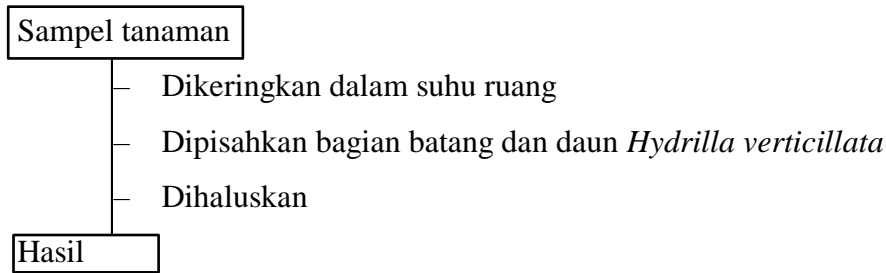 Sampel tanaman
– Dikeringkan dalam suhu ruang
– Dipisahkan bagian batang dan daun Hydrilla verticillata
– Dihaluskan
Hasil